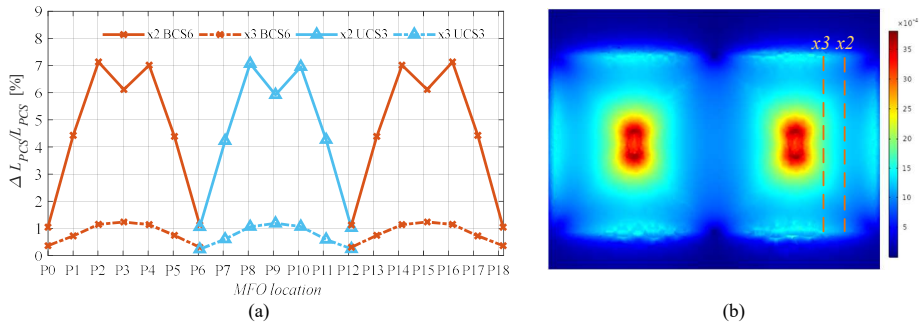 x2 BCS6 x3 BCS6 x2 UCS3 x3 UCS3
9
8
7
6
5
4
3
2
1
0
Δ L_PCS/L_PCS [%]
P0 P1 P2 P3 P4 P5 P6 P7 P8 P9 P10 P11 P12 P13 P14 P15 P16 P17 P18
MFO location
(a)
x3 x2
×10⁻⁴
35
30
25
20
15
10
5
(b)